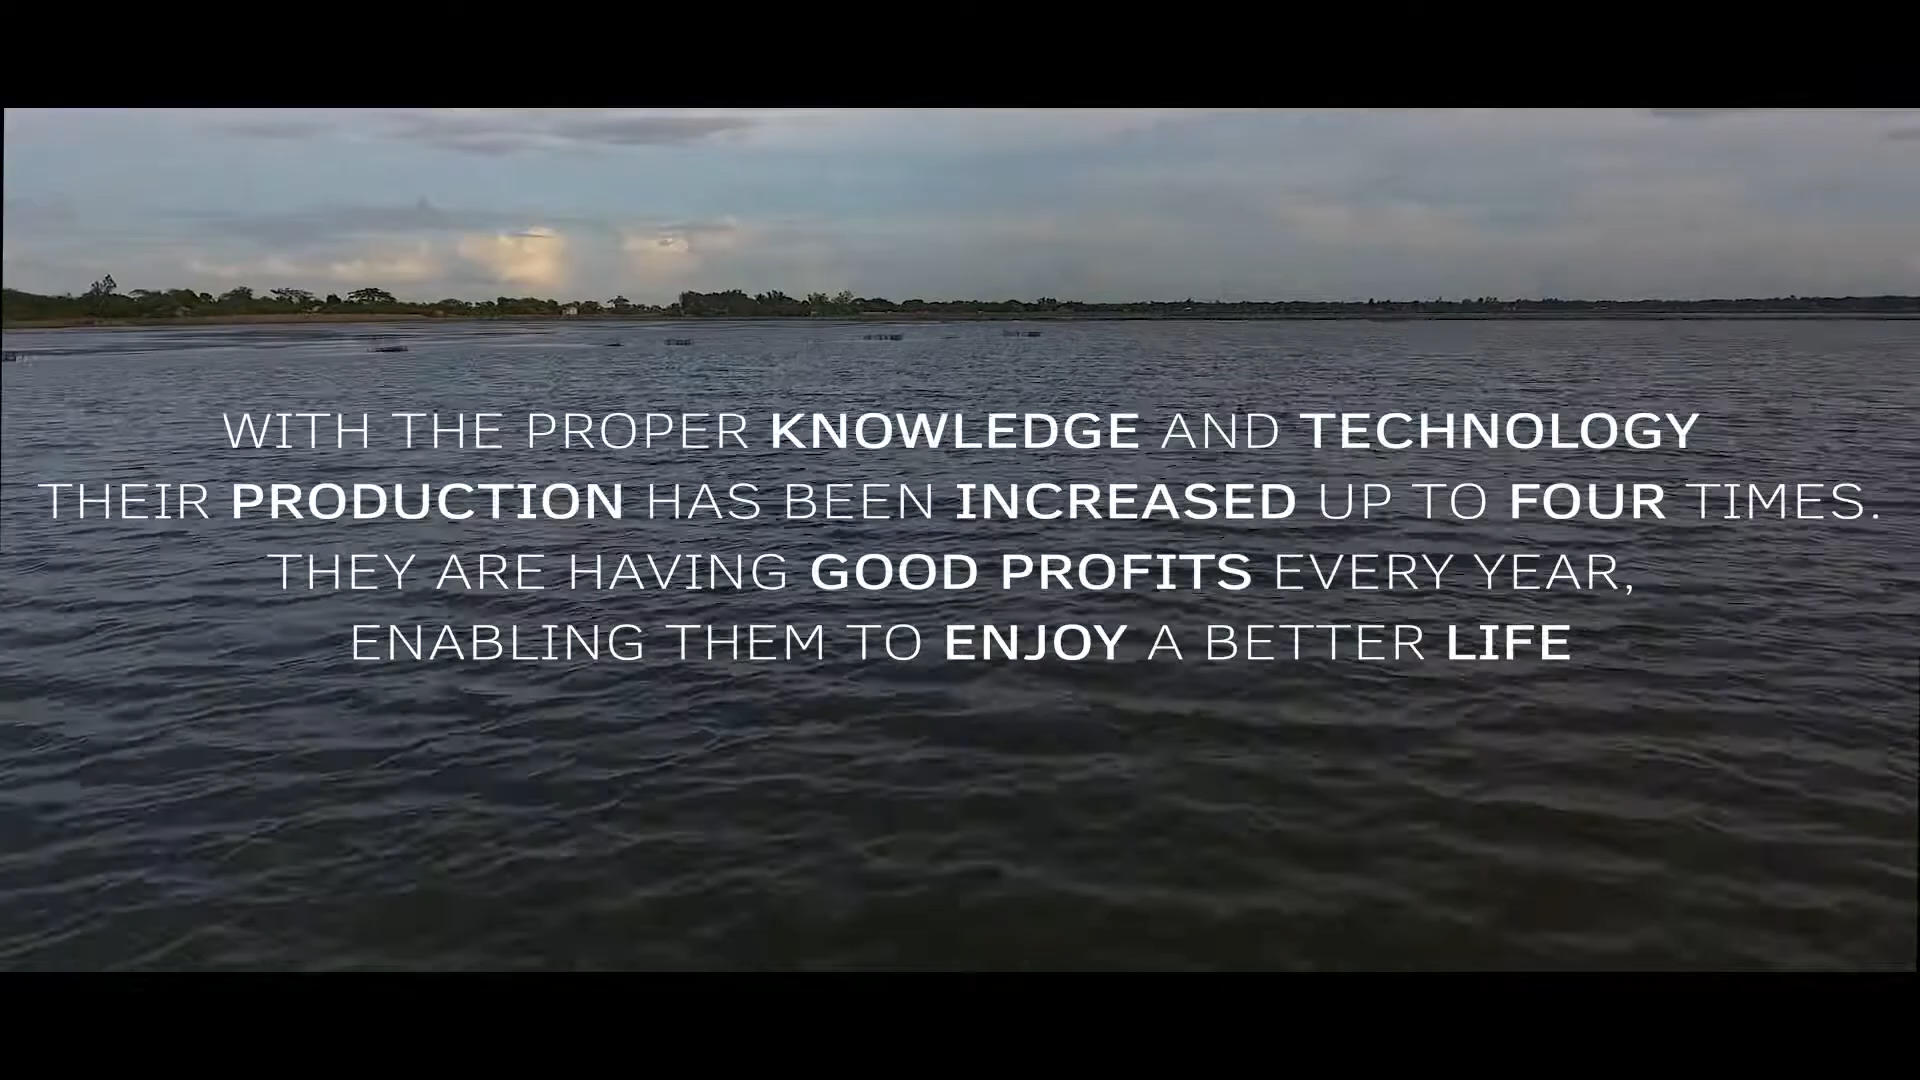 WITH THE PROPER KNOWLEDGE AND TECHNOLOGY
THEIR PRODUCTION HAS BEEN INCREASED UP TO FOUR TIMES.
THEY ARE HAVING GOOD PROFITS EVERY YEAR,
ENABLING THEM TO ENJOY A BETTER LIFE